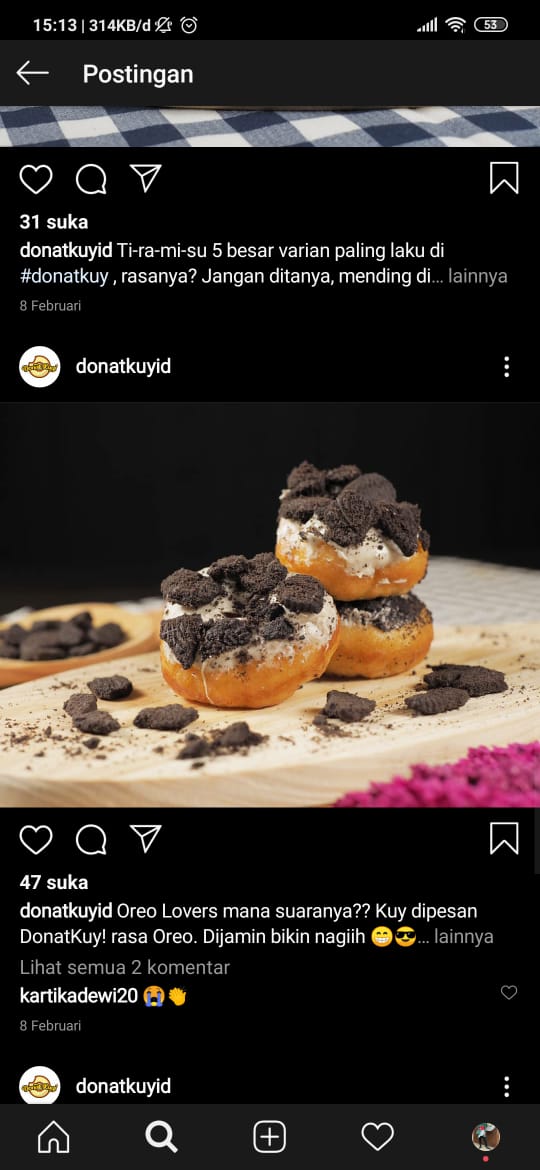 15:13 | 314KB/d
53
Postingan
31 suka
donatkuyid Ti-ra-mi-su 5 besar varian paling laku di
#donatkuy , rasanya? Jangan ditanya, mending di... lainnya
8 Februari
donatkuyid
47 suka
donatkuyid Oreo Lovers mana suaranya?? Kuy dipesan
DonatKuy! rasa Oreo. Dijamin bikin nagiih 😁😎... lainnya
Lihat semua 2 komentar
kartikadewi20 😭👏
8 Februari
donatkuyid